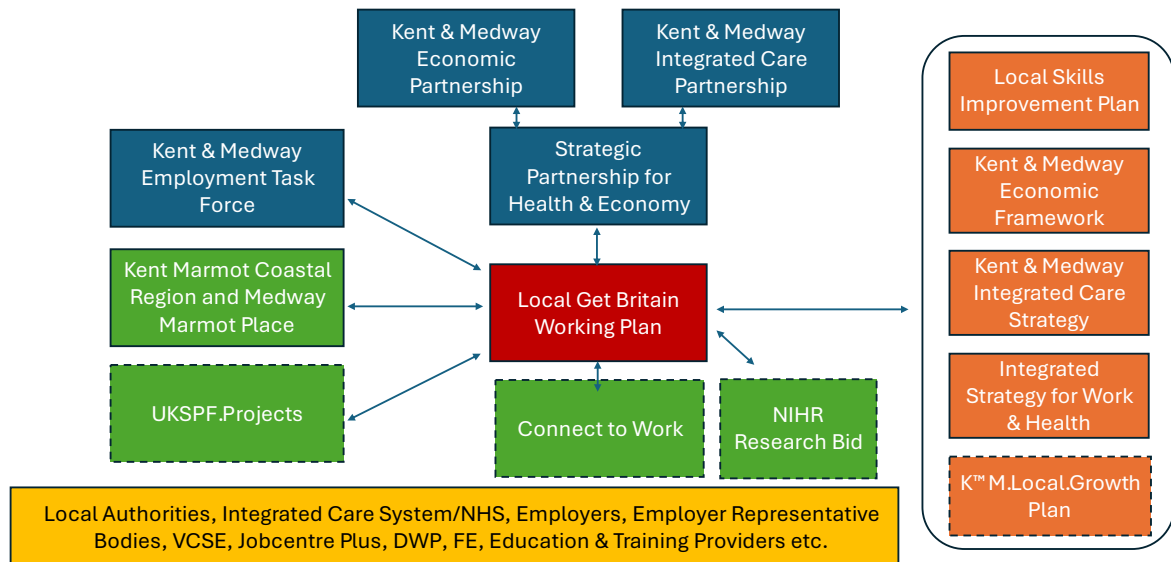 Kent & Medway
Economic
Partnership
Kent & Medway
Integrated Care
Partnership
Kent & Medway
Employment Task
Force
Strategic
Partnership for
Health & Economy
Kent Marmot Coastal
Region and Medway
Marmot Place
Local Get Britain
Working Plan
UKSPF.Projects
Connect to Work
NIHR
Research Bid
Local Skills
Improvement Plan
Kent & Medway
Economic
Framework
Kent & Medway
Integrated Care
Strategy
Integrated
Strategy for Work
& Health
K™ M.Local.Growth
Plan
Local Authorities, Integrated Care System/NHS, Employers, Employer Representative
Bodies, VCSE, Jobcentre Plus, DWP, FE, Education & Training Providers etc.